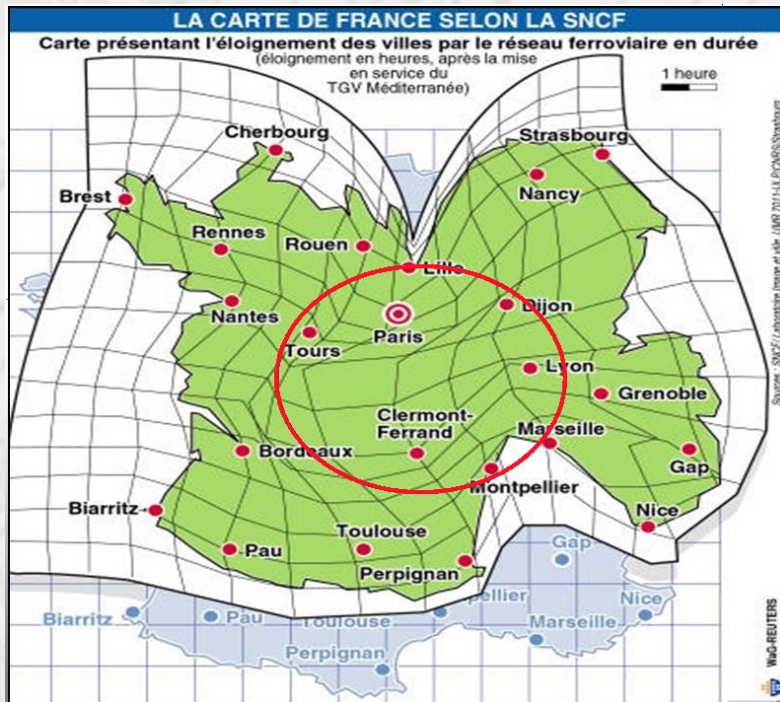 LA CARTE DE FRANCE SELON LA SNCF
Carte présentant l'éloignement des villes par le réseau ferroviaire en durée
(éloignement en heures, après la mise
en service du
TGV Méditerranée)
1 heure
Cherbourg
Strasbourg
Brest
Nancy
Rennes
Rouen
Lille
Nantes
Dijon
Paris
Tours
Lyon
Grenoble
Clermont-
Ferrand
Marseille
Bordeaux
Gap
Montpellier
Biarritz
Nice
Toulouse
Pau
Perpignan
Gap
pellier
Nice
Biarritz
Pau
Toulouse
Marseille
Perpignan
WaG-REUTERS